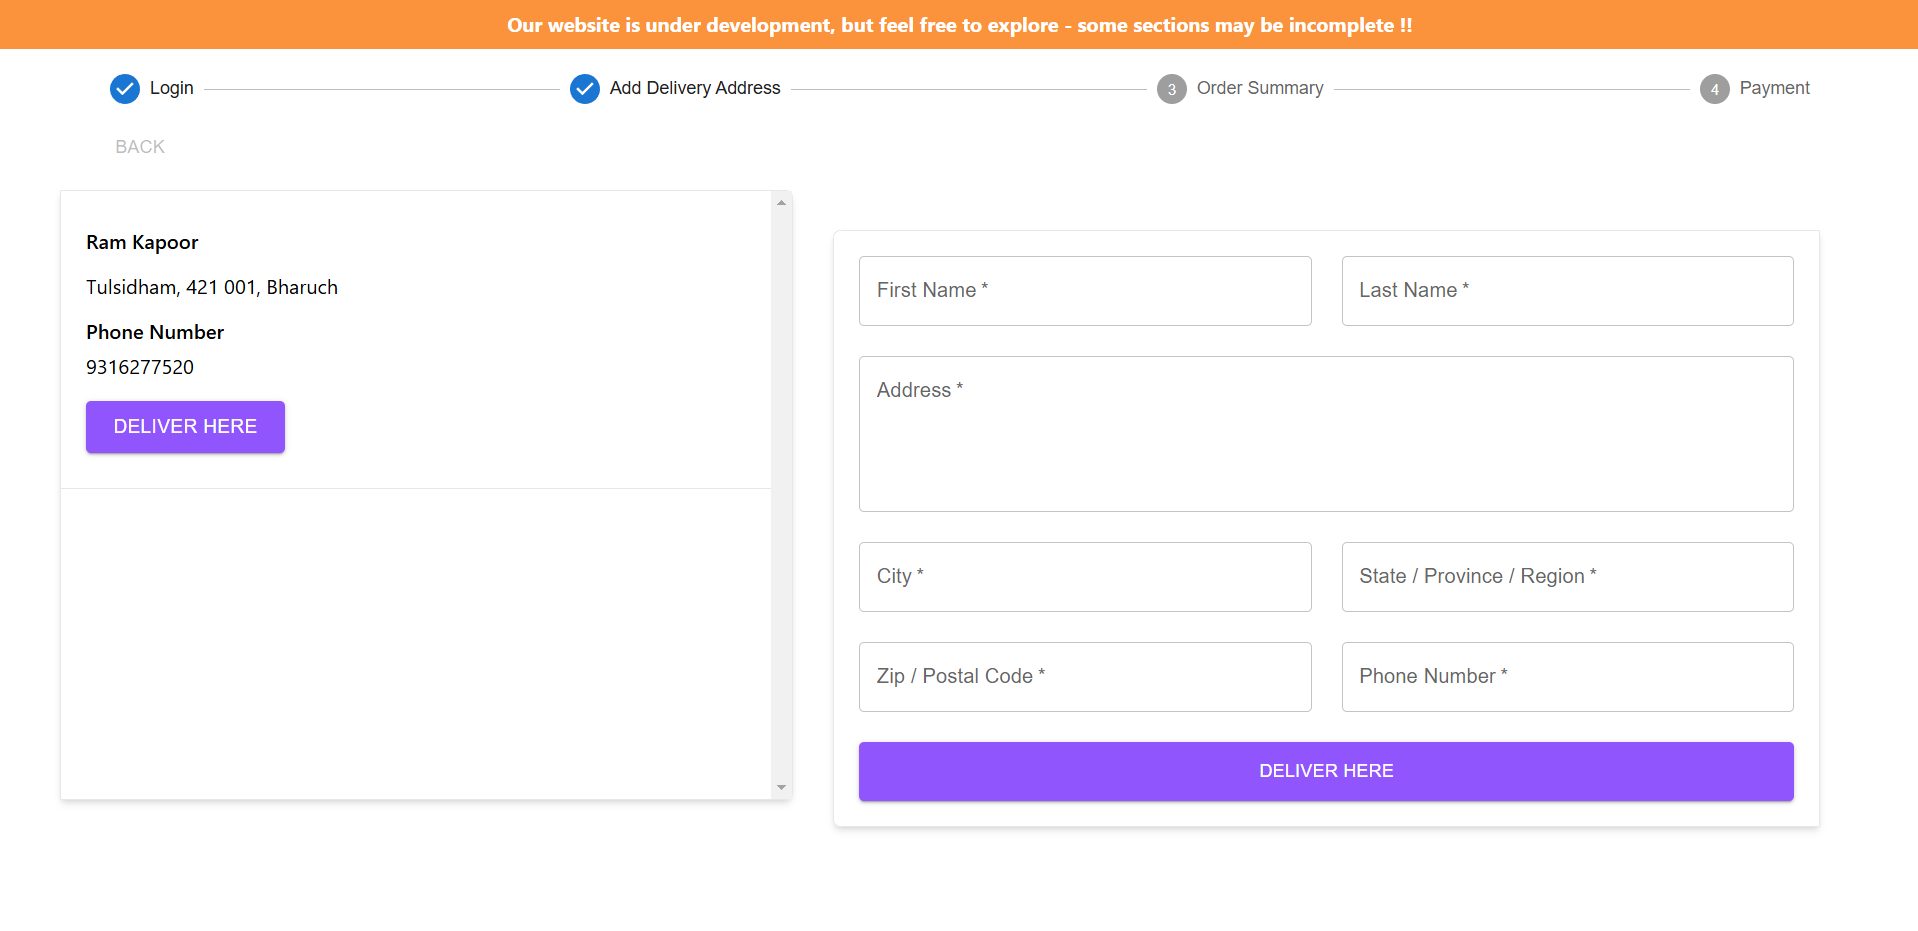 Our website is under development, but feel free to explore - some sections may be incomplete !!
Login
Add Delivery Address
3 Order Summary
4 Payment
BACK
Ram Kapoor
Tulsidham, 421 001, Bharuch
Phone Number
9316277520
DELIVER HERE
First Name *
Last Name *
Address *
City *
State / Province / Region *
Zip / Postal Code *
Phone Number *
DELIVER HERE